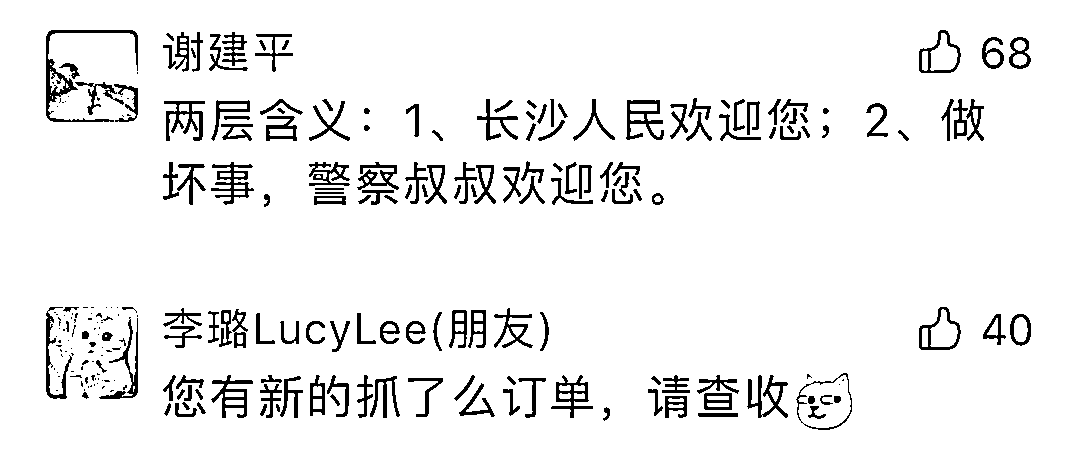 谢建平 68
两层含义：1、长沙人民欢迎您；2、做
坏事，警察叔叔欢迎您。
李璐LucyLee(朋友) 40
您有新的抓了么订单，请查收